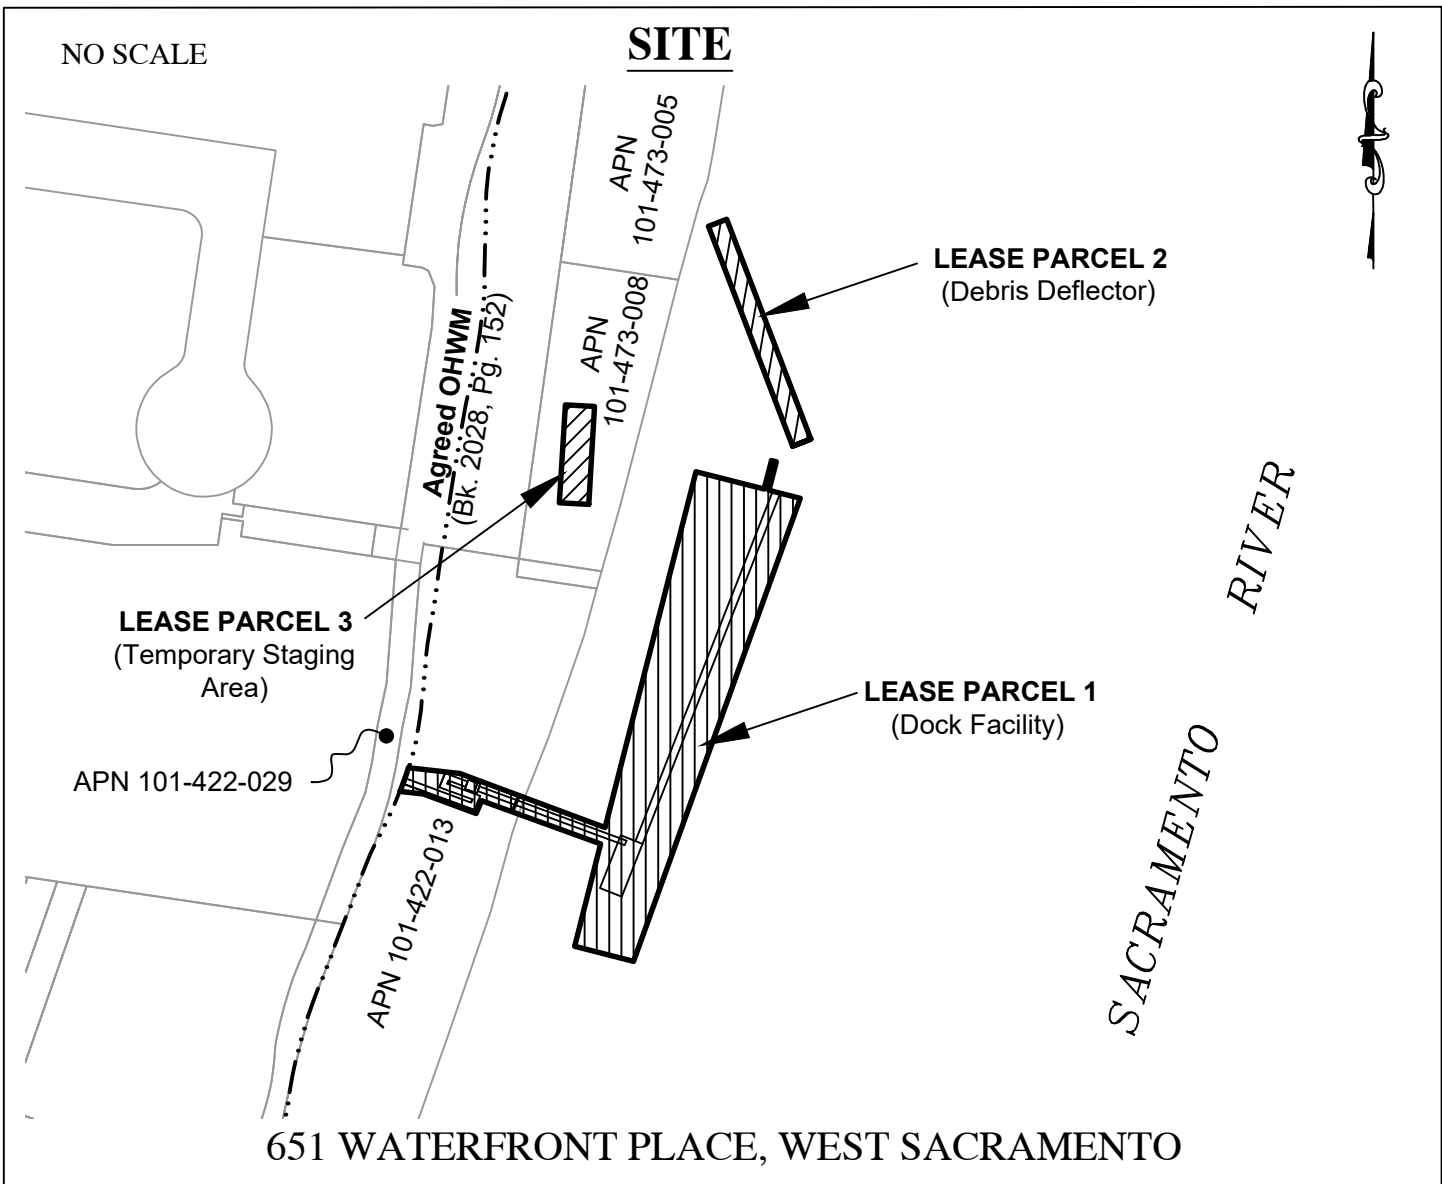 NO SCALE
SITE
APN
101-473-005
LEASE PARCEL 2
(Debris Deflector)
APN
101-473-008
Agreed OHWM
(Bk. 2028, Pg. 152)
LEASE PARCEL 3
(Temporary Staging
Area)
RIVER
LEASE PARCEL 1
(Dock Facility)
APN 101-422-029
SACRAMENTO
APN 101-422-013
651 WATERFRONT PLACE, WEST SACRAMENTO